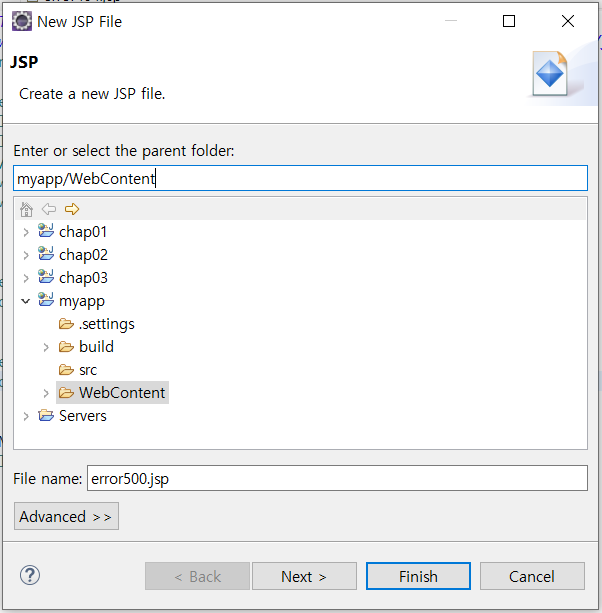 New JSP File
JSP
Create a new JSP file.
Enter or select the parent folder:
myapp/WebContent
chap01
chap02
chap03
myapp
.settings
build
src
WebContent
Servers
File name: error500.jsp
Advanced >>
? < Back Next > Finish Cancel